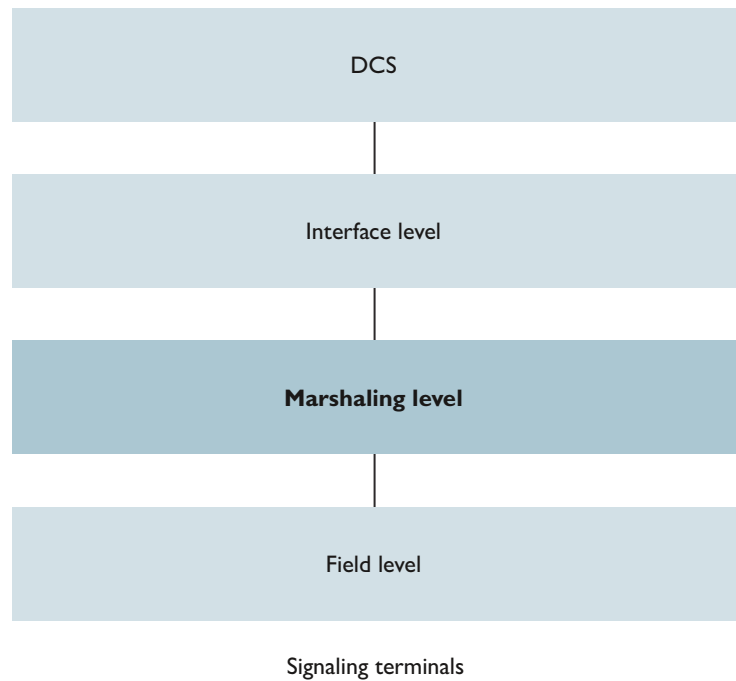 DCS
Interface level
Marshaling level
Field level
Signaling terminals